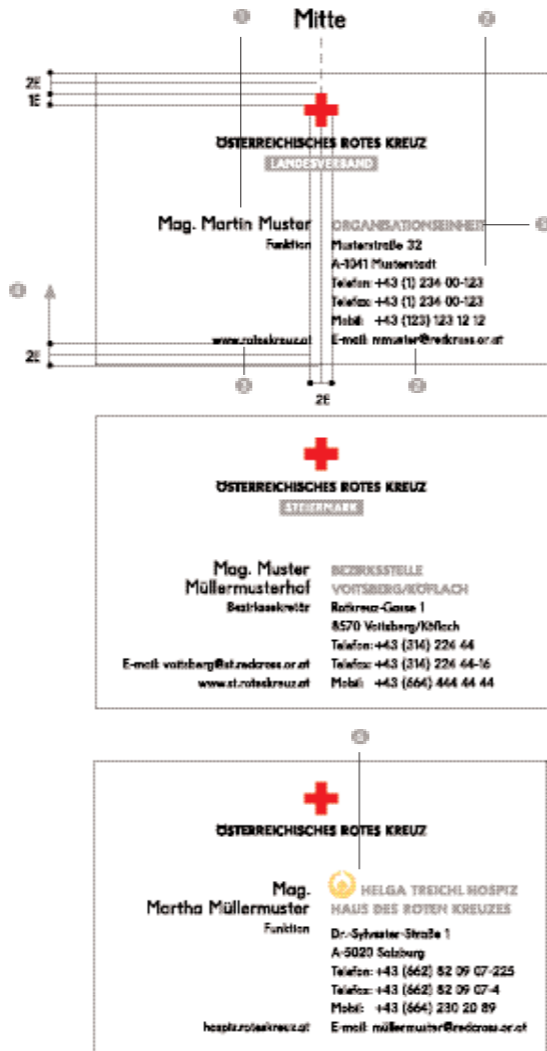 Mitte
2E
1E
ÖSTERREICHISCHES ROTES KREUZ
LANDESVERBAND
Mag. Martin Muster
Funktion
ORGANISATIONSEINHEIT
Musterstraße 32
A-1041 Musterstadt
Telefon: +43 (1) 234 00-123
Telefax: +43 (1) 234 00-123
Mobil: +43 (123) 123 12 12
www.roteskreuz.at
E-mail: mmuster@redcross.or.at
2E
2E
ÖSTERREICHISCHES ROTES KREUZ
STEIERMARK
Mag. Muster
Müllermusterhof
Bezirkssekretär
BEZIRKSSTELLE
VOITSBERG/KÖFLACH
Rotkreuz-Gasse 1
8570 Voitsberg/Köflach
Telefon: +43 (314) 224 44
E-mail: voitsberg@st.redcross.or.at
Telefax: +43 (314) 224 44-16
www.st.roteskreuz.at
Mobil: +43 (664) 444 44 44
ÖSTERREICHISCHES ROTES KREUZ
Mag.
Martha Müllermuster
Funktion
HELGA TREICHL HOSPIZ
HAUS DES ROTEN KREUZES
Dr.-Sylvester-Straße 1
A-5020 Salzburg
Telefon: +43 (662) 82 09 07-225
Telefax: +43 (662) 82 09 07-4
Mobil: +43 (664) 230 20 89
hospiz.roteskreuz.at
E-mail: müllermuster@redcross.or.at